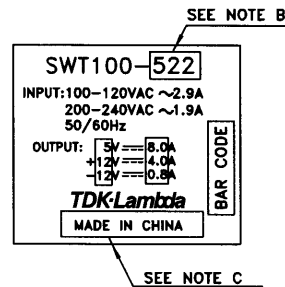 SEE NOTE B
SWT100-522
INPUT:100-120VAC ~2.9A
200-240VAC ~1.9A
50/60Hz
OUTPUT: 5V⎓8.0A
+12V⎓4.0A
-12V⎓0.8A
BAR CODE
TDK·Lambda
MADE IN CHINA
SEE NOTE C